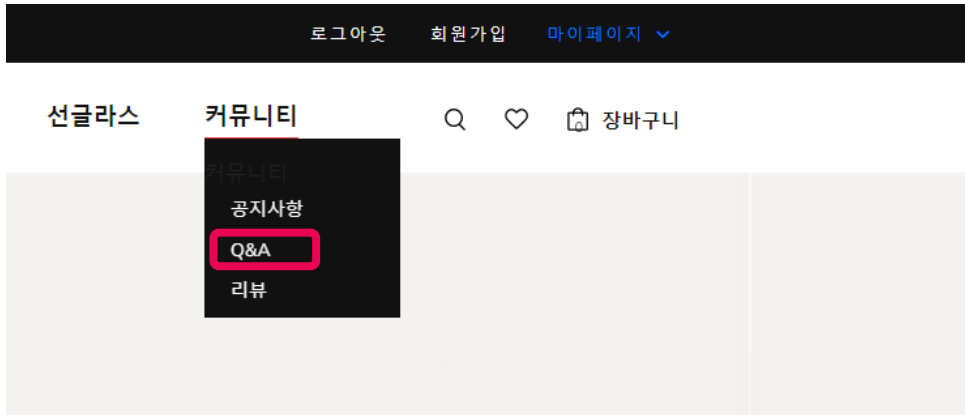 로그아웃 회원가입 마이페이지
선글라스 커뮤니티 0 장바구니
커뮤니티
공지사항
Q&A
리뷰